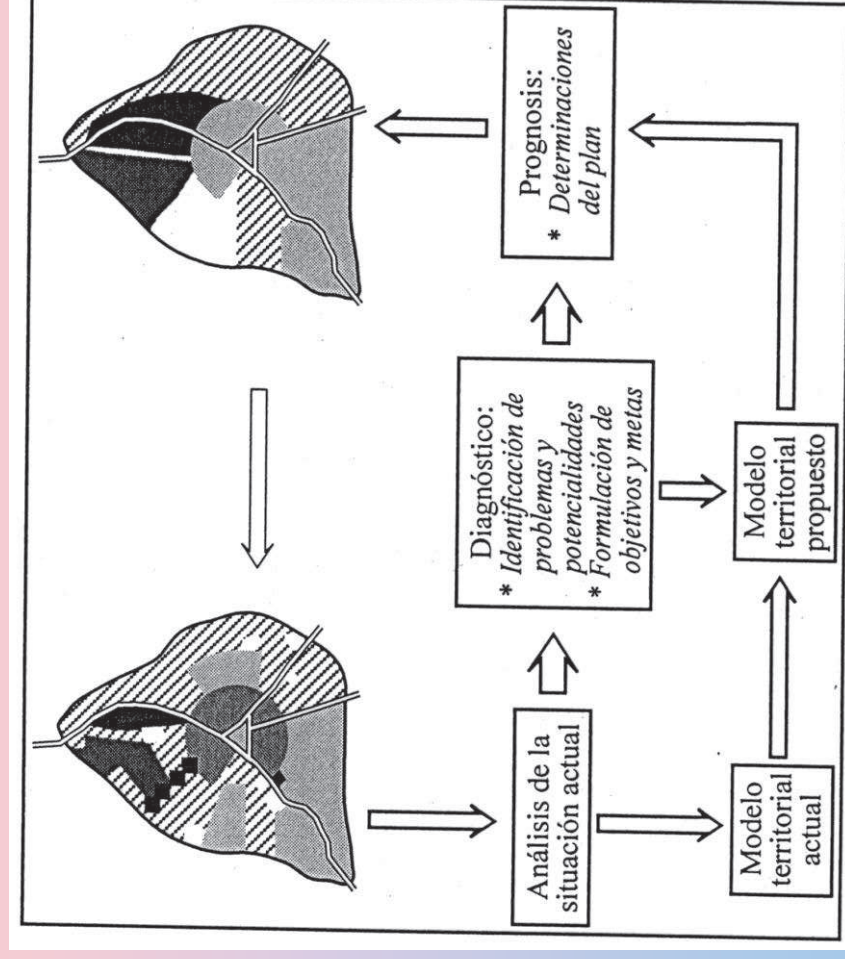 Análisis de la
situación actual
Diagnóstico:
* Identificación de
problemas y
potencialidades
* Formulación de
objetivos y metas
Prognosis:
* Determinaciones
del plan
Modelo
territorial
actual
Modelo
territorial
propuesto